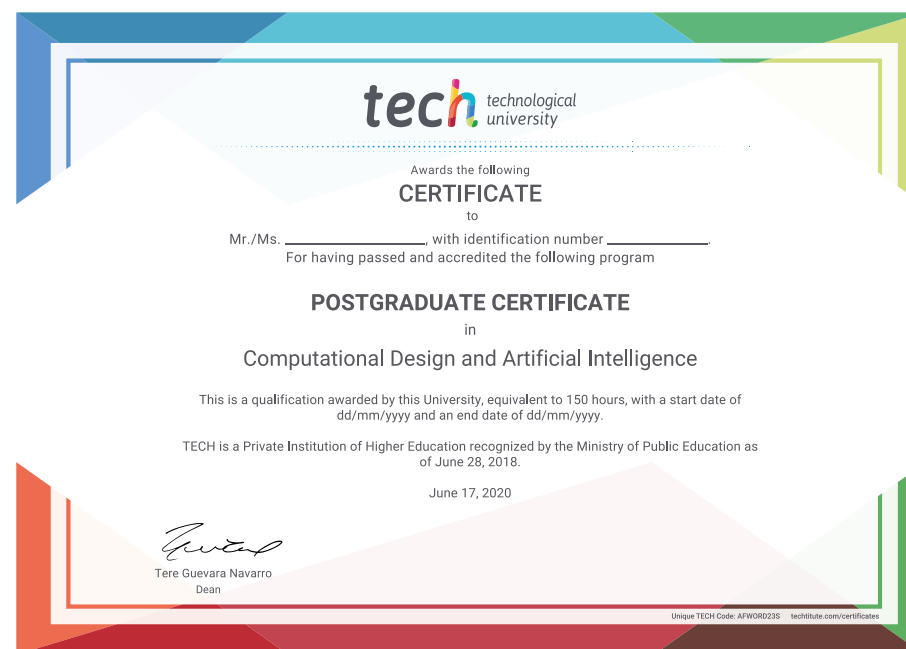 tech technological
university
Awards the following
CERTIFICATE
to
Mr./Ms. ____________________, with identification number ______________.
For having passed and accredited the following program
POSTGRADUATE CERTIFICATE
in
Computational Design and Artificial Intelligence
This is a qualification awarded by this University, equivalent to 150 hours, with a start date of
dd/mm/yyyy and an end date of dd/mm/yyyy.
TECH is a Private Institution of Higher Education recognized by the Ministry of Public Education as
of June 28, 2018.
June 17, 2020
Tere Guevara Navarro
Dean
Unique TECH Code: AFWORD23S techtitute.com/certificates